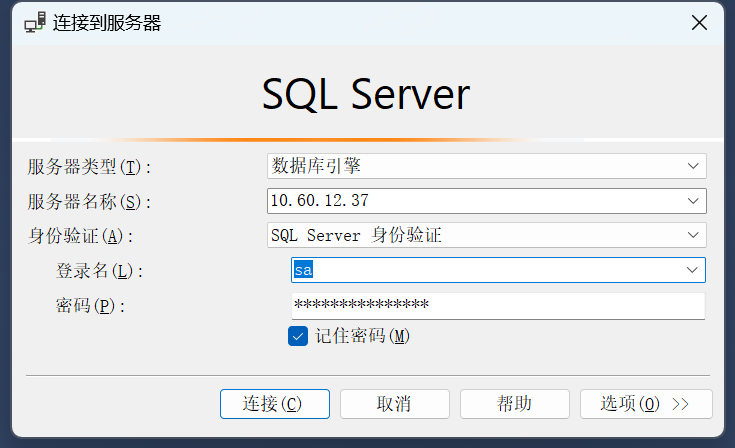 连接到服务器
SQL Server
服务器类型(T): 数据库引擎
服务器名称(S): 10.60.12.37
身份验证(A): SQL Server 身份验证
登录名(L): sa
密码(P): ***************
记住密码(M)
连接(C) 取消 帮助 选项(O) >>